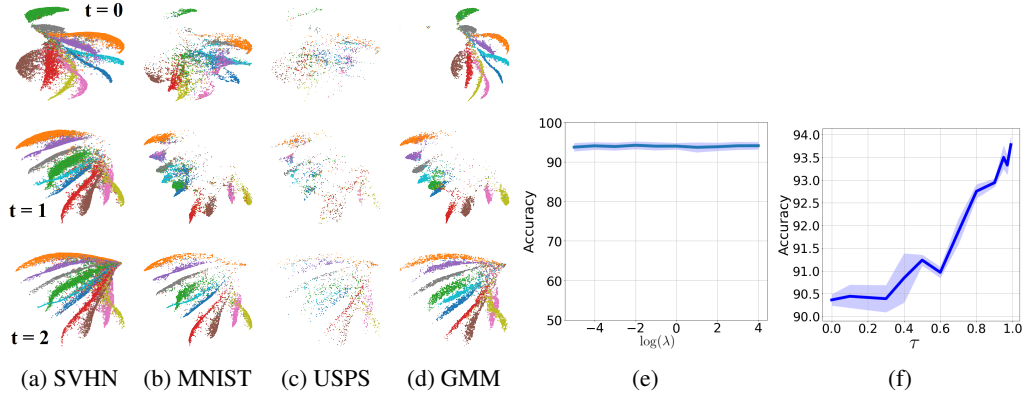 t = 0
t = 1
t = 2
(a) SVHN (b) MNIST (c) USPS (d) GMM
100
90
80
70
60
50
Accuracy
−4 −2 0 2 4
log(λ)
(e)
94.0
93.5
93.0
92.5
92.0
91.5
91.0
90.5
90.0
Accuracy
0.0 0.2 0.4 0.6 0.8 1.0
τ
(f)